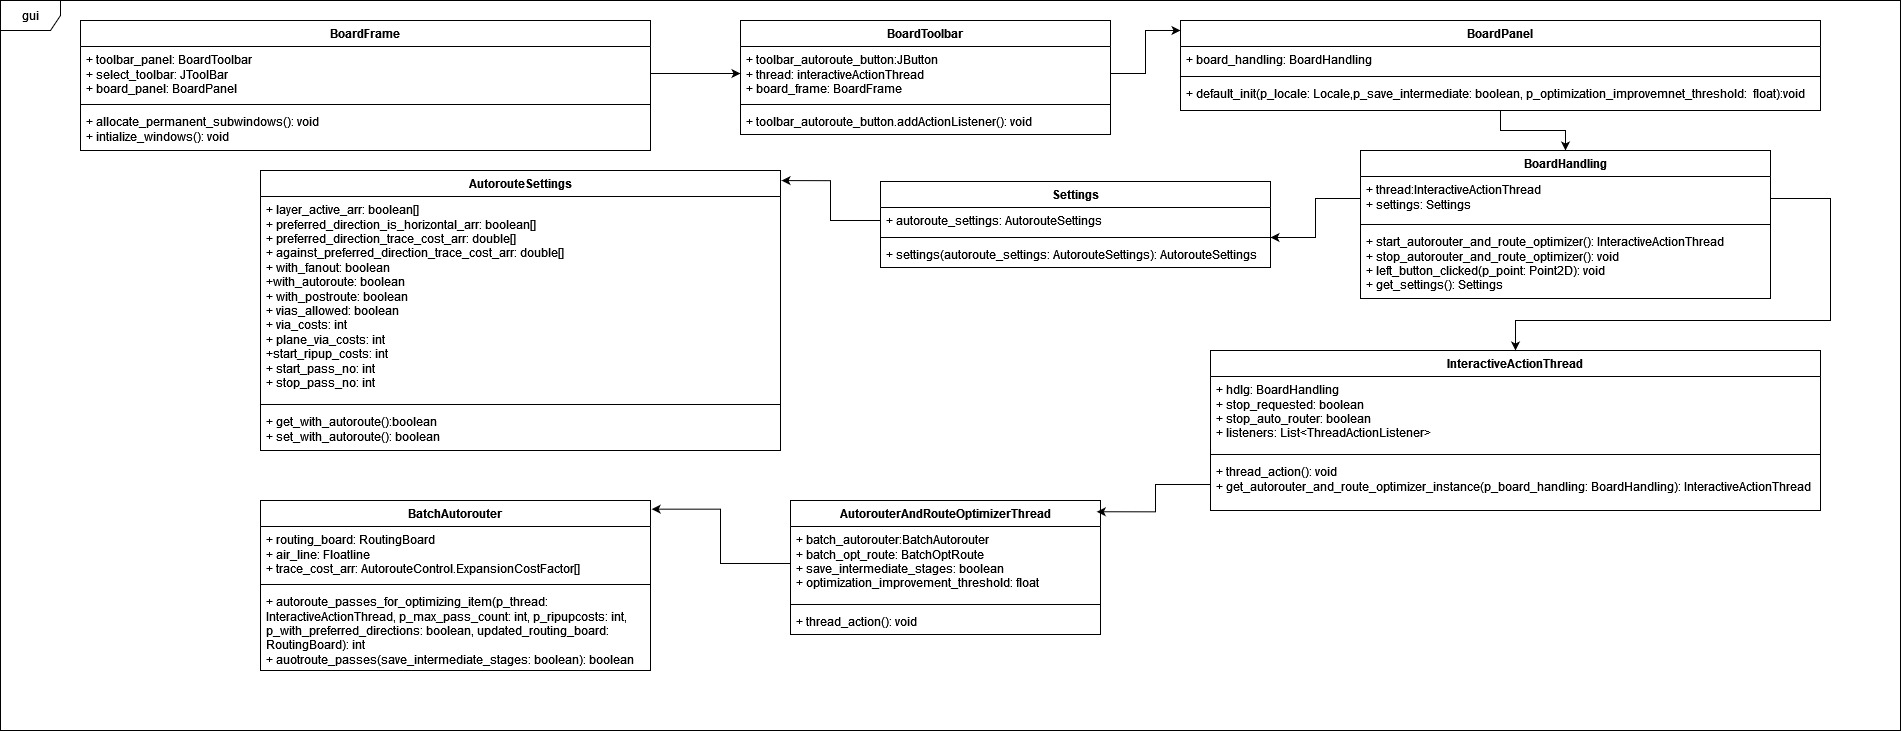 gui
BoardFrame
+ toolbar_panel: BoardToolbar
+ select_toolbar: JToolBar
+ board_panel: BoardPanel
+ allocate_permanent_subwindows(): void
+ intialize_windows(): void
BoardToolbar
+ toolbar_autoroute_button:JButton
+ thread: interactiveActionThread
+ board_frame: BoardFrame
+ toolbar_autoroute_button.addActionListener(): void
BoardPanel
+ board_handling: BoardHandling
+ default_init(p_locale: Locale,p_save_intermediate: boolean, p_optimization_improvemnet_threshold: float):void
BoardHandling
+ thread:InteractiveActionThread
+ settings: Settings
+ start_autorouter_and_route_optimizer(): InteractiveActionThread
+ stop_autorouter_and_route_optimizer(): void
+ left_button_clicked(p_point: Point2D): void
+ get_settings(): Settings
Settings
+ autoroute_settings: AutorouteSettings
+ settings(autoroute_settings: AutorouteSettings): AutorouteSettings
AutorouteSettings
+ layer_active_arr: boolean[]
+ preferred_direction_is_horizontal_arr: boolean[]
+ preferred_direction_trace_cost_arr: double[]
+ against_preferred_direction_trace_cost_arr: double[]
+ with_fanout: boolean
+with_autoroute: boolean
+ with_postroute: boolean
+ vias_allowed: boolean
+ via_costs: int
+ plane_via_costs: int
+start_ripup_costs: int
+ start_pass_no: int
+ stop_pass_no: int
+ get_with_autoroute():boolean
+ set_with_autoroute(): boolean
InteractiveActionThread
+ hdlg: BoardHandling
+ stop_requested: boolean
+ stop_auto_router: boolean
+ listeners: List<ThreadActionListener>
+ thread_action(): void
+ get_autorouter_and_route_optimizer_instance(p_board_handling: BoardHandling): InteractiveActionThread
AutorouterAndRouteOptimizerThread
+ batch_autorouter:BatchAutorouter
+ batch_opt_route: BatchOptRoute
+ save_intermediate_stages: boolean
+ optimization_improvement_threshold: float
+ thread_action(): void
BatchAutorouter
+ routing_board: RoutingBoard
+ air_line: Floatline
+ trace_cost_arr: AutorouteControl.ExpansionCostFactor[]
+ autoroute_passes_for_optimizing_item(p_thread:
InteractiveActionThread, p_max_pass_count: int, p_ripupcosts: int,
p_with_preferred_directions: boolean, updated_routing_board:
RoutingBoard): int
+ auotroute_passes(save_intermediate_stages: boolean): boolean